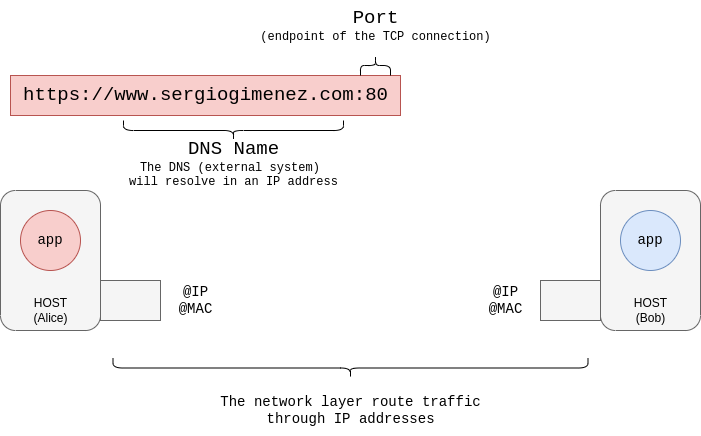 Port
(endpoint of the TCP connection)
https://www.sergiogimenez.com:80
DNS Name
The DNS (external system)
will resolve in an IP address
app
HOST
(Alice)
@IP
@MAC
@IP
@MAC
app
HOST
(Bob)
The network layer route traffic
through IP addresses